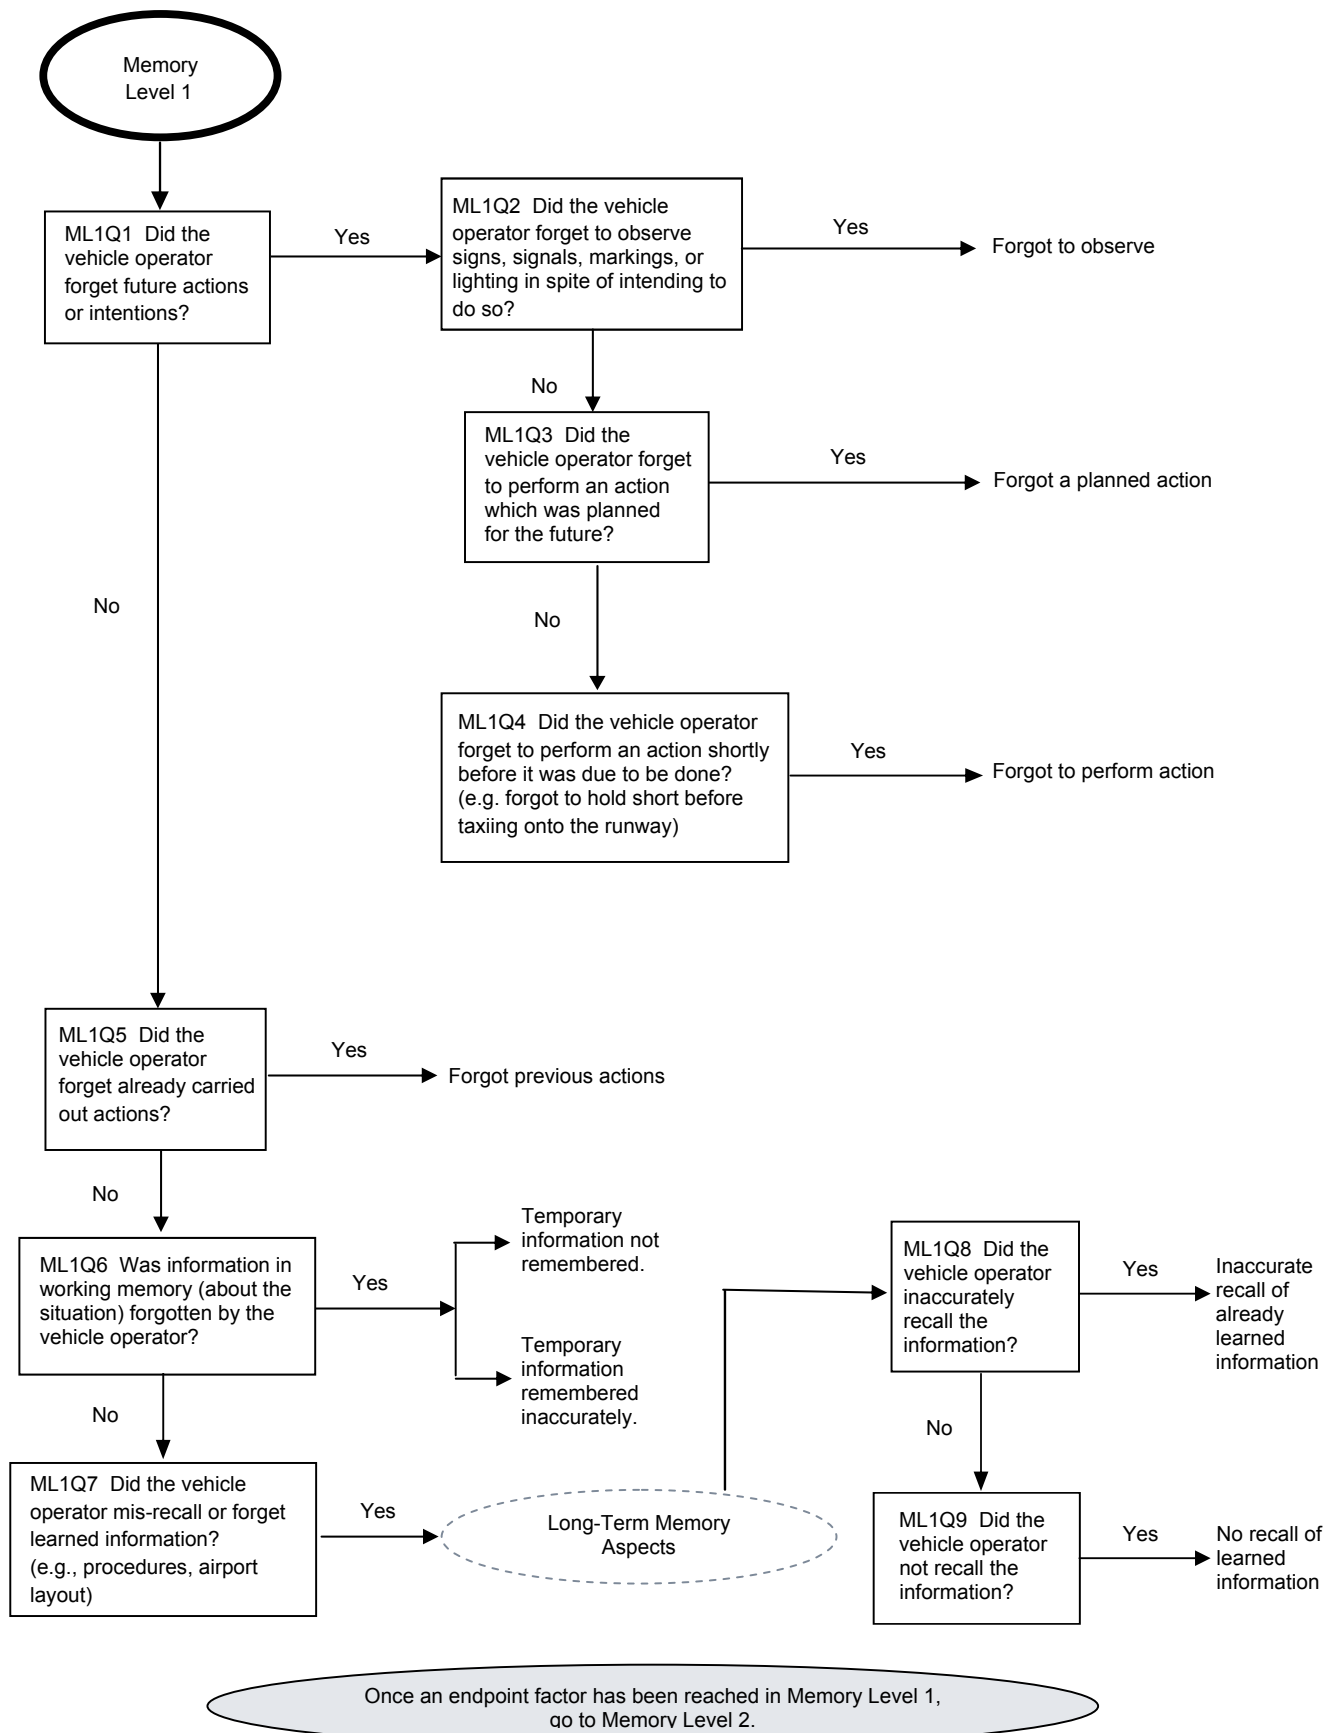 Memory
Level 1
ML1Q1 Did the
vehicle operator
forget future actions
or intentions?
Yes
ML1Q2 Did the vehicle
operator forget to observe
signs, signals, markings, or
lighting in spite of intending to
do so?
Yes
Forgot to observe
No
ML1Q3 Did the
vehicle operator forget
to perform an action
which was planned
for the future?
Yes
Forgot a planned action
No
No
ML1Q4 Did the vehicle operator
forget to perform an action shortly
before it was due to be done?
(e.g. forgot to hold short before
taxiing onto the runway)
Yes
Forgot to perform action
ML1Q5 Did the
vehicle operator
forget already carried
out actions?
Yes
Forgot previous actions
No
ML1Q6 Was information in
working memory (about the
situation) forgotten by the
vehicle operator?
Yes
Temporary
information not
remembered.
Temporary
information
remembered
inaccurately.
No
ML1Q7 Did the vehicle
operator mis-recall or forget
learned information?
(e.g., procedures, airport
layout)
Yes
Long-Term Memory
Aspects
ML1Q8 Did the
vehicle operator
inaccurately
recall the
information?
Yes
Inaccurate
recall of
already
learned
information
No
ML1Q9 Did the
vehicle operator
not recall the
information?
Yes
No recall of
learned
information
Once an endpoint factor has been reached in Memory Level 1,
go to Memory Level 2.